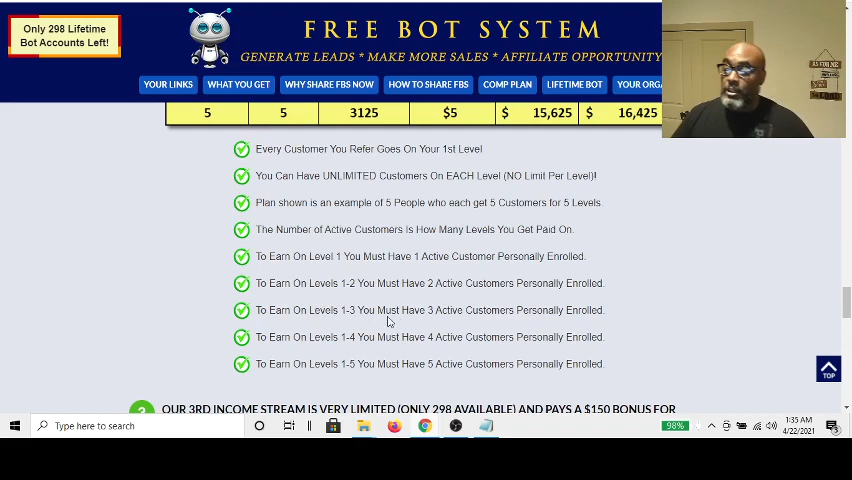 Only 298 Lifetime
Bot Accounts Left!
FREE BOT SYSTEM
GENERATE LEADS * MAKE MORE SALES * AFFILIATE OPPORTUNITY
YOUR LINKS WHAT YOU GET WHY SHARE FBS NOW HOW TO SHARE FBS COMP PLAN LIFETIME BOT YOUR
5 5 3125 $5 $ 15,625 $ 16,425
Every Customer You Refer Goes On Your 1st Level
You Can Have UNLIMITED Customers On EACH Level (NO Limit Per Level)!
Plan shown is an example of 5 People who each get 5 Customers for 5 Levels.
The Number of Active Customers Is How Many Levels You Get Paid On.
To Earn On Level 1 You Must Have 1 Active Customer Personally Enrolled.
To Earn On Levels 1-2 You Must Have 2 Active Customers Personally Enrolled.
To Earn On Levels 1-3 You Must Have 3 Active Customers Personally Enrolled.
To Earn On Levels 1-4 You Must Have 4 Active Customers Personally Enrolled.
To Earn On Levels 1-5 You Must Have 5 Active Customers Personally Enrolled.
TOP
OUR 3RD INCOME STREAM IS VERY LIMITED (ONLY 298 AVAILABLE) AND PAYS A $150 BONUS FOR
Type here to search
98%
1:35 AM
4/22/2021
3